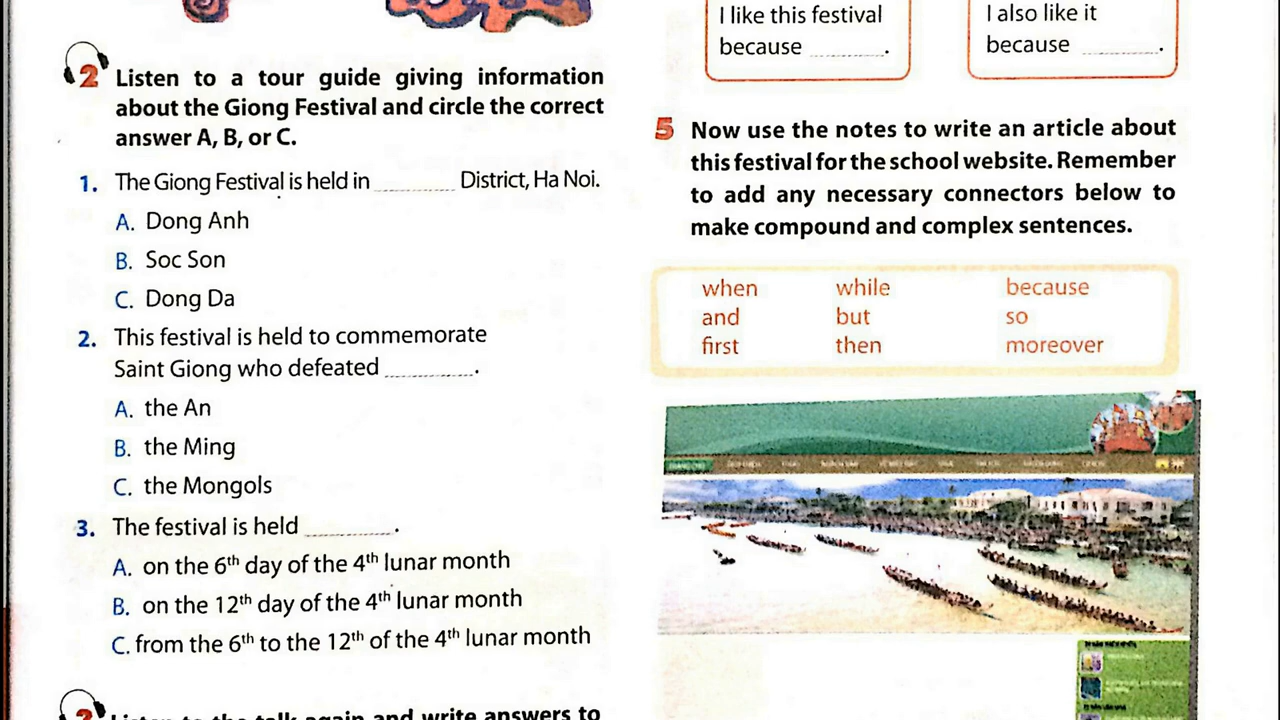 2 Listen to a tour guide giving information
about the Giong Festival and circle the correct
answer A, B, or C.
1. The Giong Festival is held in ________ District, Ha Noi.
A. Dong Anh
B. Soc Son
C. Dong Da
2. This festival is held to commemorate
Saint Giong who defeated ________.
A. the An
B. the Ming
C. the Mongols
3. The festival is held ________.
A. on the 6th day of the 4th lunar month
B. on the 12th day of the 4th lunar month
C. from the 6th to the 12th of the 4th lunar month
Listen to the talk again and write answers to
I like this festival
because ________.
I also like it
because ________.
5 Now use the notes to write an article about
this festival for the school website. Remember
to add any necessary connectors below to
make compound and complex sentences.
when while because
and but so
first then moreover